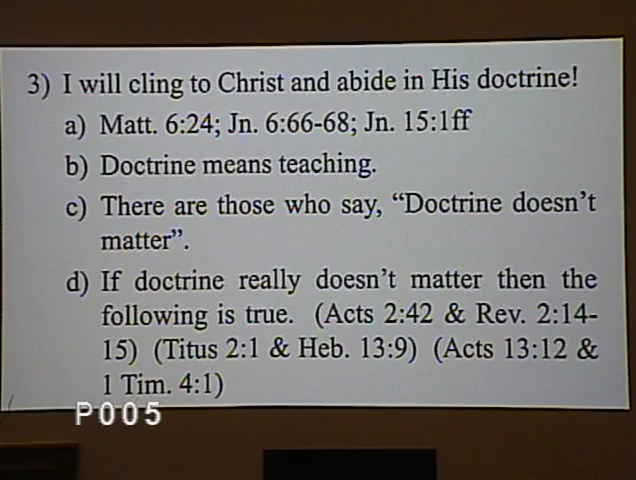 3) I will cling to Christ and abide in His doctrine!
a) Matt. 6:24; Jn. 6:66-68; Jn. 15:1ff
b) Doctrine means teaching.
c) There are those who say, “Doctrine doesn’t
matter”.
d) If doctrine really doesn’t matter then the
following is true. (Acts 2:42 & Rev. 2:14-
15) (Titus 2:1 & Heb. 13:9) (Acts 13:12 &
1 Tim. 4:1)
P005